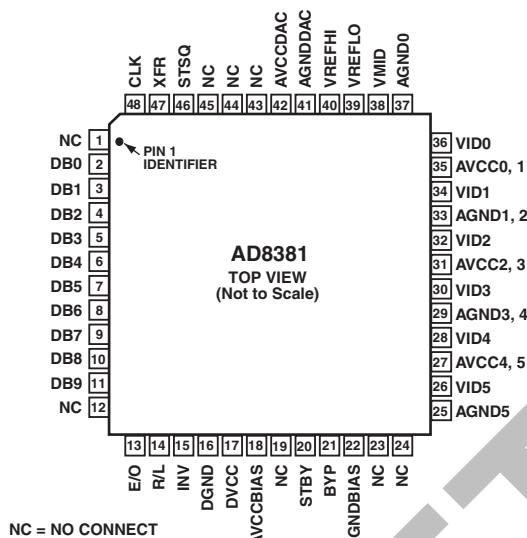 CLK
XFR
STSQ
NC
NC
NC
AVCCDAC
AGNDDAC
VREFHI
VREFLO
VMID
AGND0
48 47 46 45 44 43 42 41 40 39 38 37
NC 1
DB0 2
DB1 3
DB2 4
DB3 5
DB4 6
DB5 7
DB6 8
DB7 9
DB8 10
DB9 11
NC 12
PIN 1
IDENTIFIER
AD8381
TOP VIEW
(Not to Scale)
36 VID0
35 AVCC0, 1
34 VID1
33 AGND1, 2
32 VID2
31 AVCC2, 3
30 VID3
29 AGND3, 4
28 VID4
27 AVCC4, 5
26 VID5
25 AGND5
13 14 15 16 17 18 19 20 21 22 23 24
E/O
R/L
INV
DGND
DVCC
AVCCBIAS
NC
STBY
BYP
GNDBIAS
NC
NC
NC = NO CONNECT